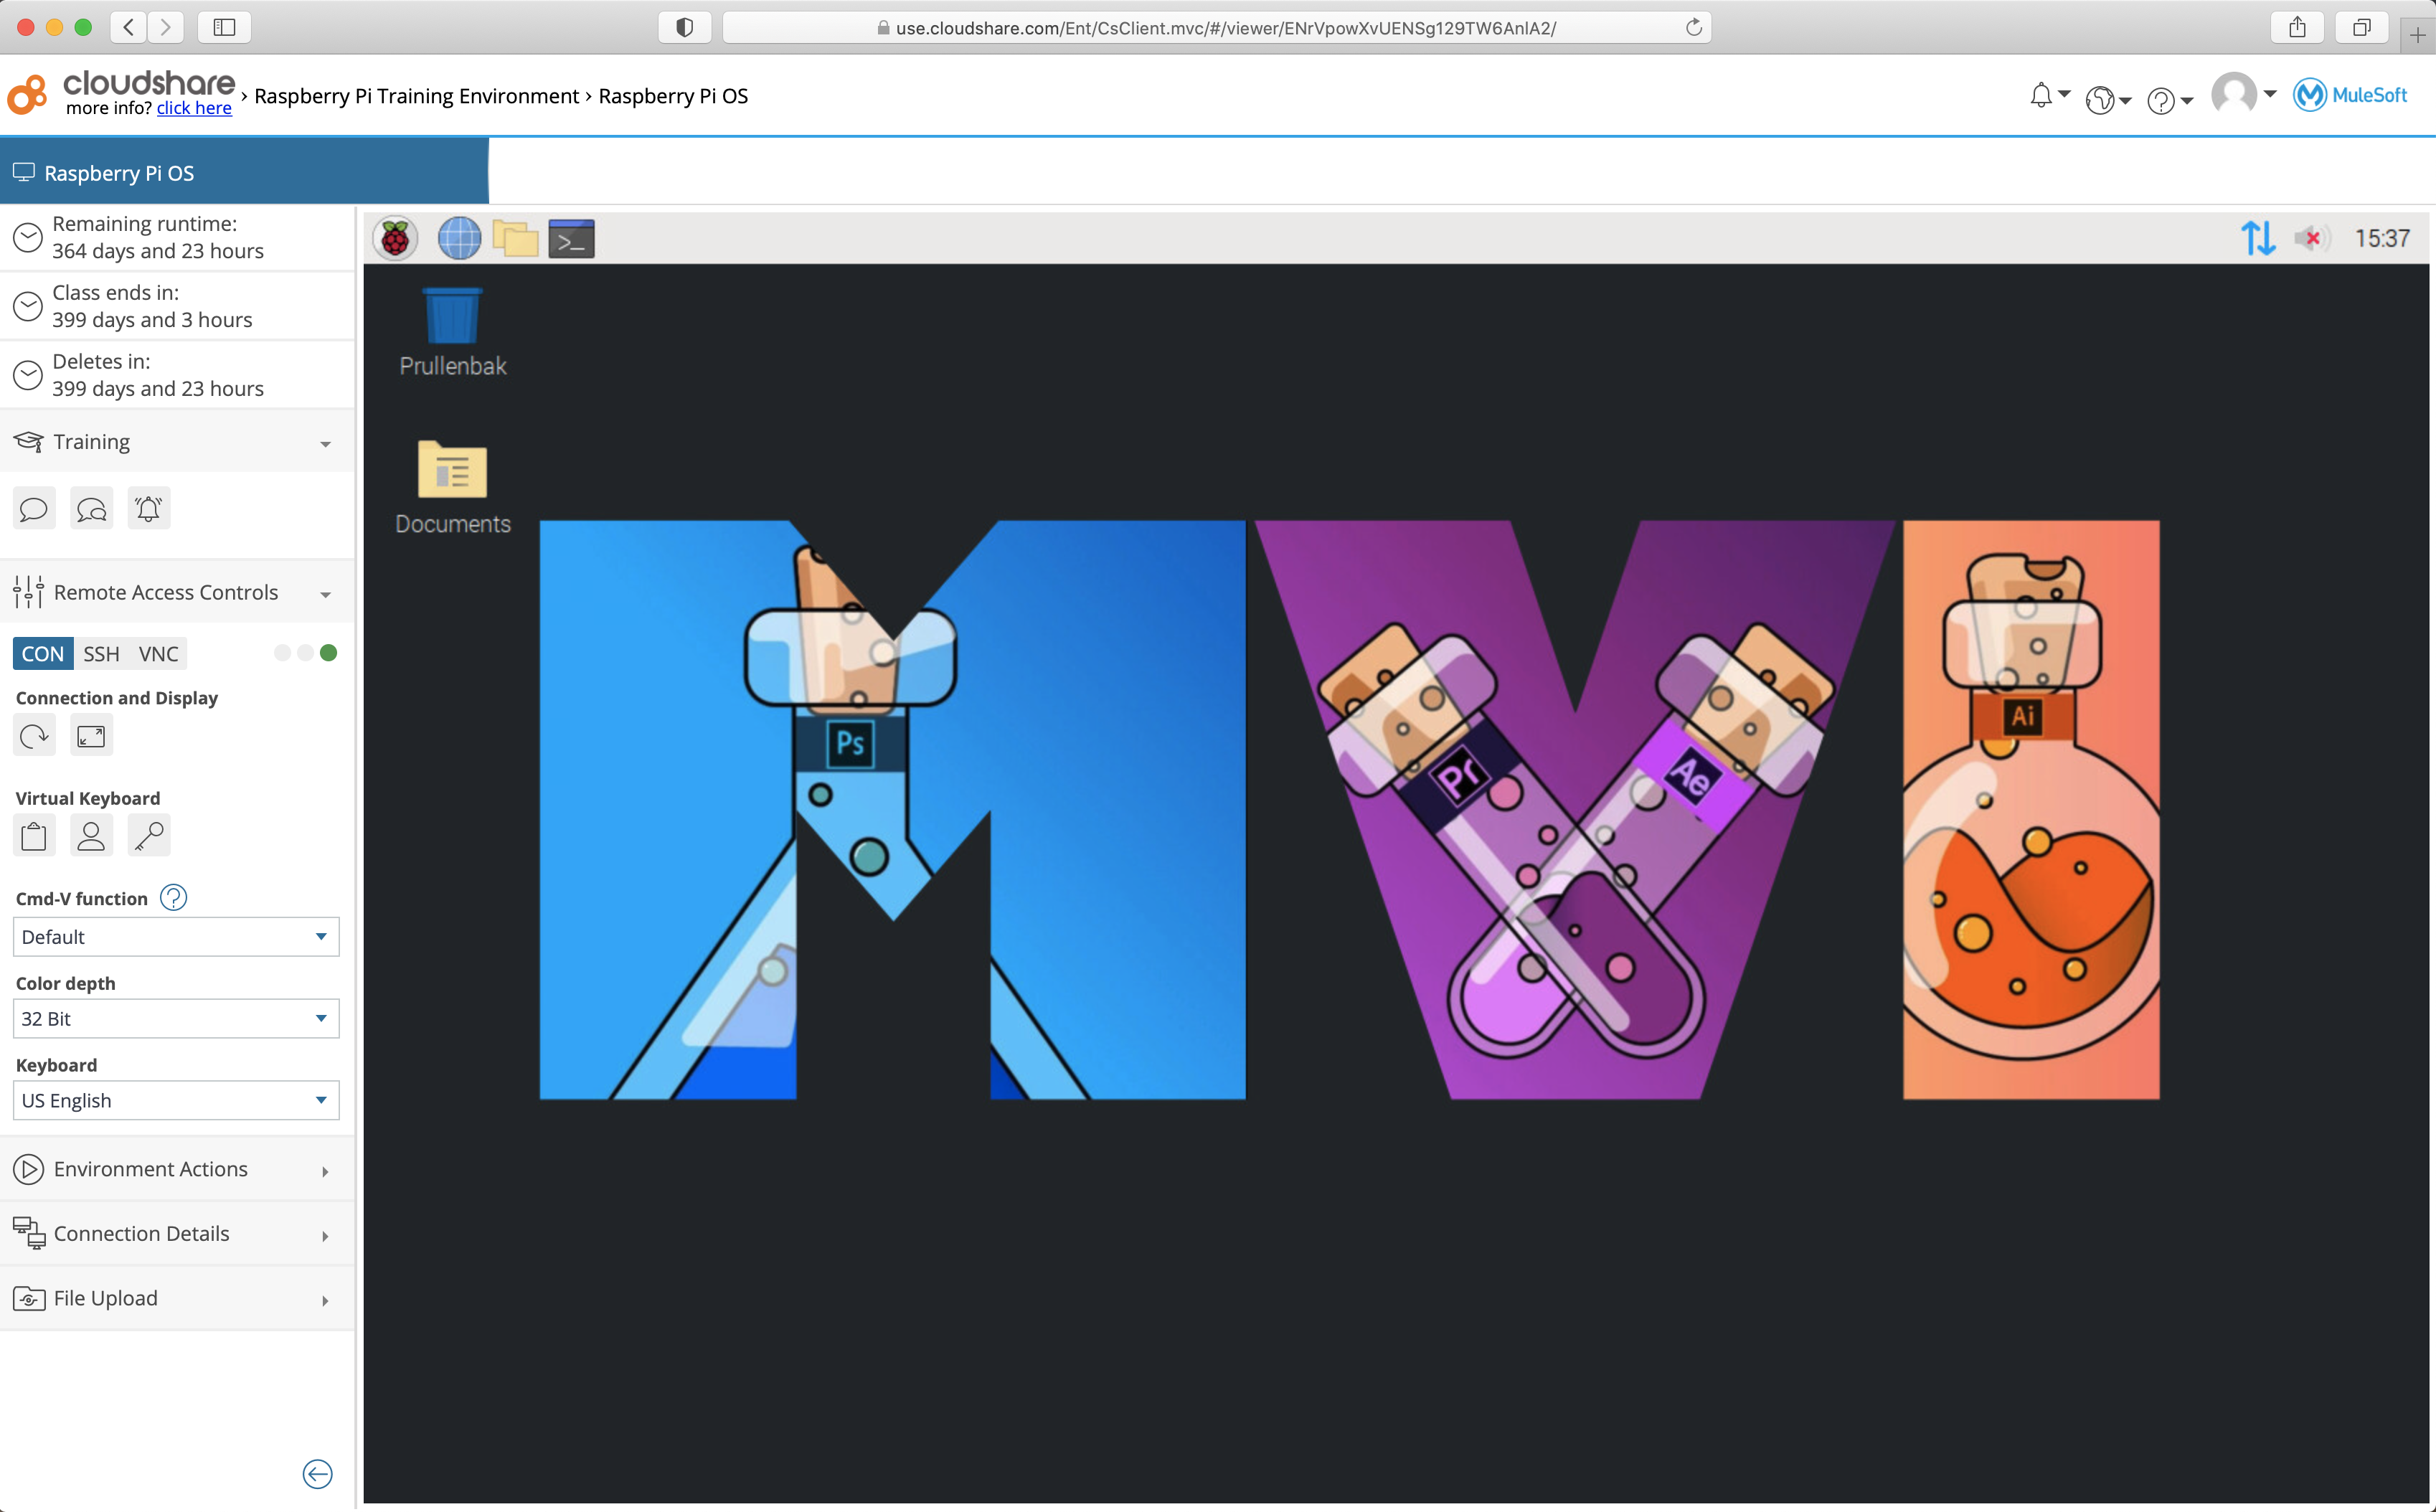 use.cloudshare.com/Ent/CsClient.mvc/#/viewer/ENrVpowXvUENSg129TW6AnlA2/
cloudshare
more info? click here
› Raspberry Pi Training Environment › Raspberry Pi OS
MuleSoft
Raspberry Pi OS
Remaining runtime:
364 days and 23 hours
Class ends in:
399 days and 3 hours
Deletes in:
399 days and 23 hours
Training
Remote Access Controls
CON SSH VNC
Connection and Display
Virtual Keyboard
Cmd-V function ?
Default
Color depth
32 Bit
Keyboard
US English
Environment Actions
Connection Details
File Upload
>_
15:37
Prullenbak
Documents
Ps
Pr
Ae
Ai